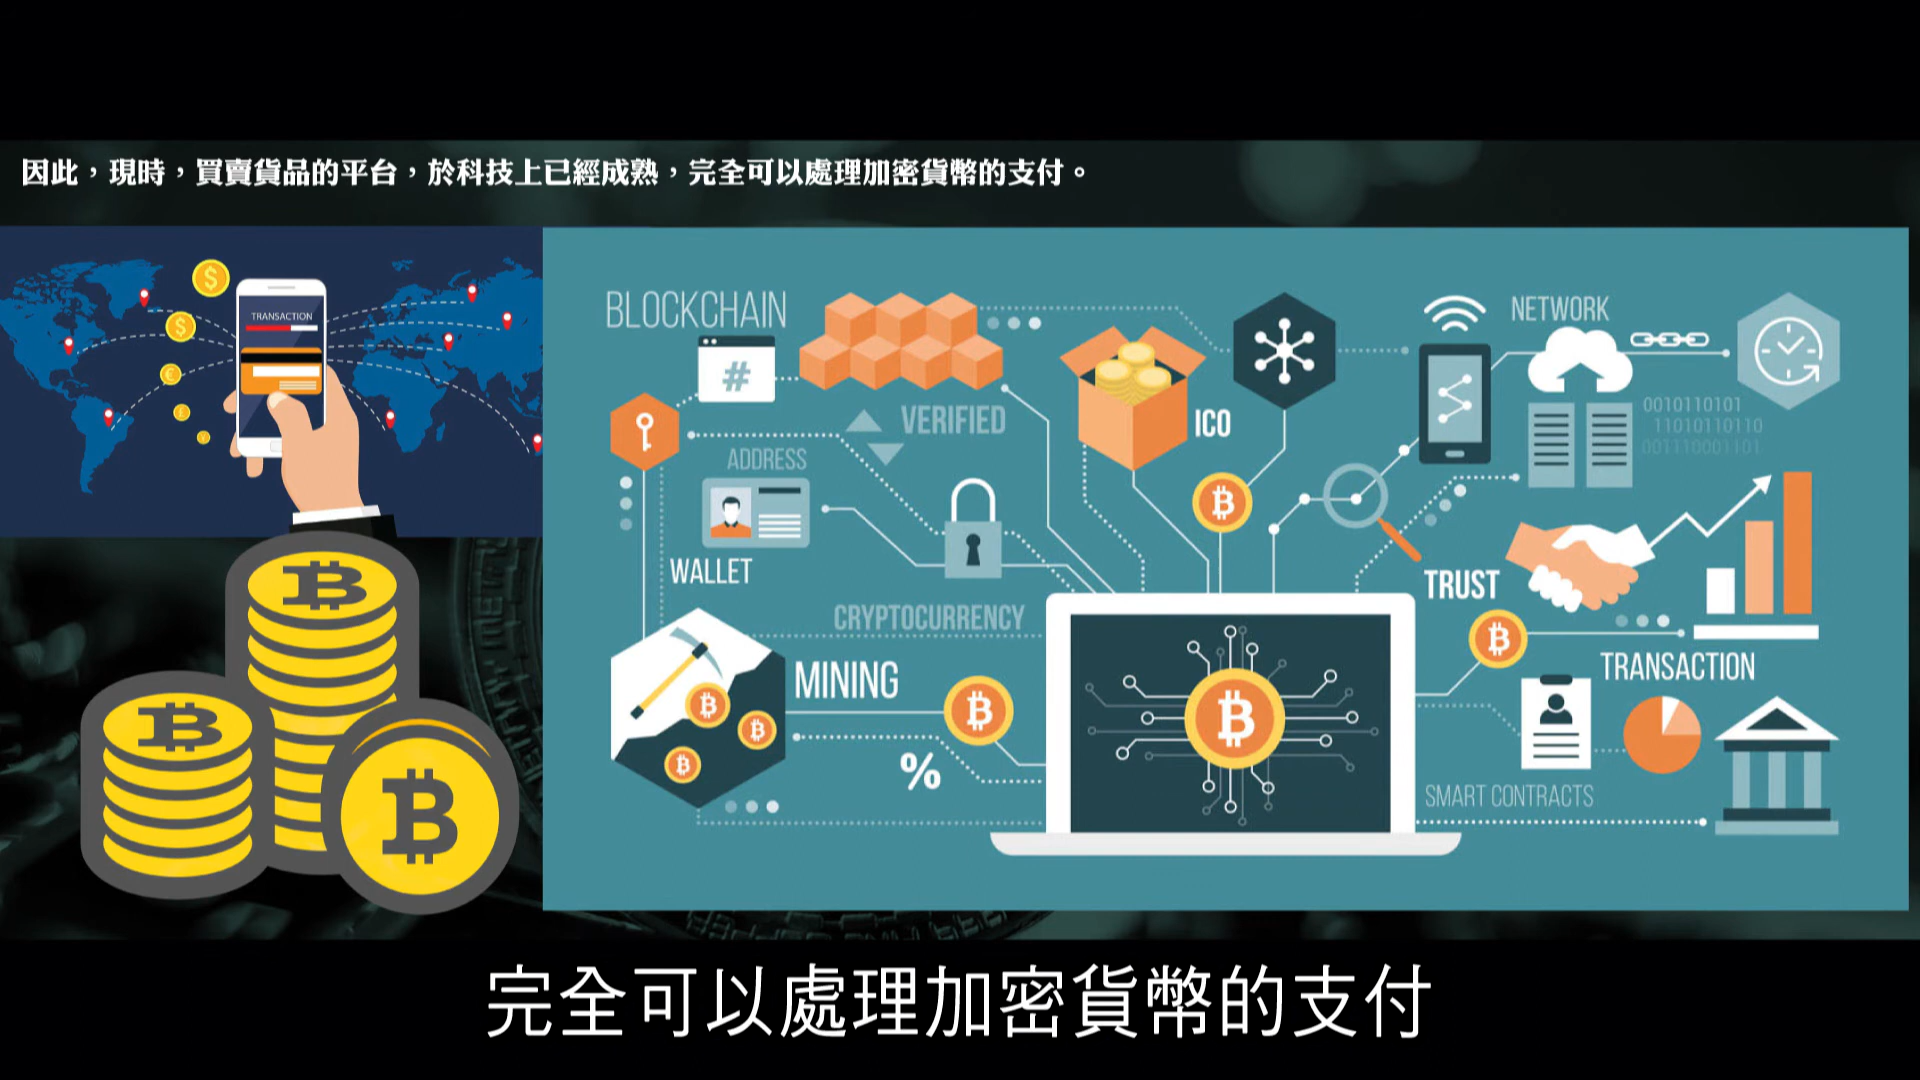 因此，現時，買賣貨品的平台，於科技上已經成熟，完全可以處理加密貨幣的支付。
TRANSACTION
BLOCKCHAIN
#
VERIFIED
ADDRESS
WALLET
CRYPTOCURRENCY
MINING
%
ICO
NETWORK
0010110101
11010110110
001110001101
TRUST
TRANSACTION
SMART CONTRACTS
完全可以處理加密貨幣的支付